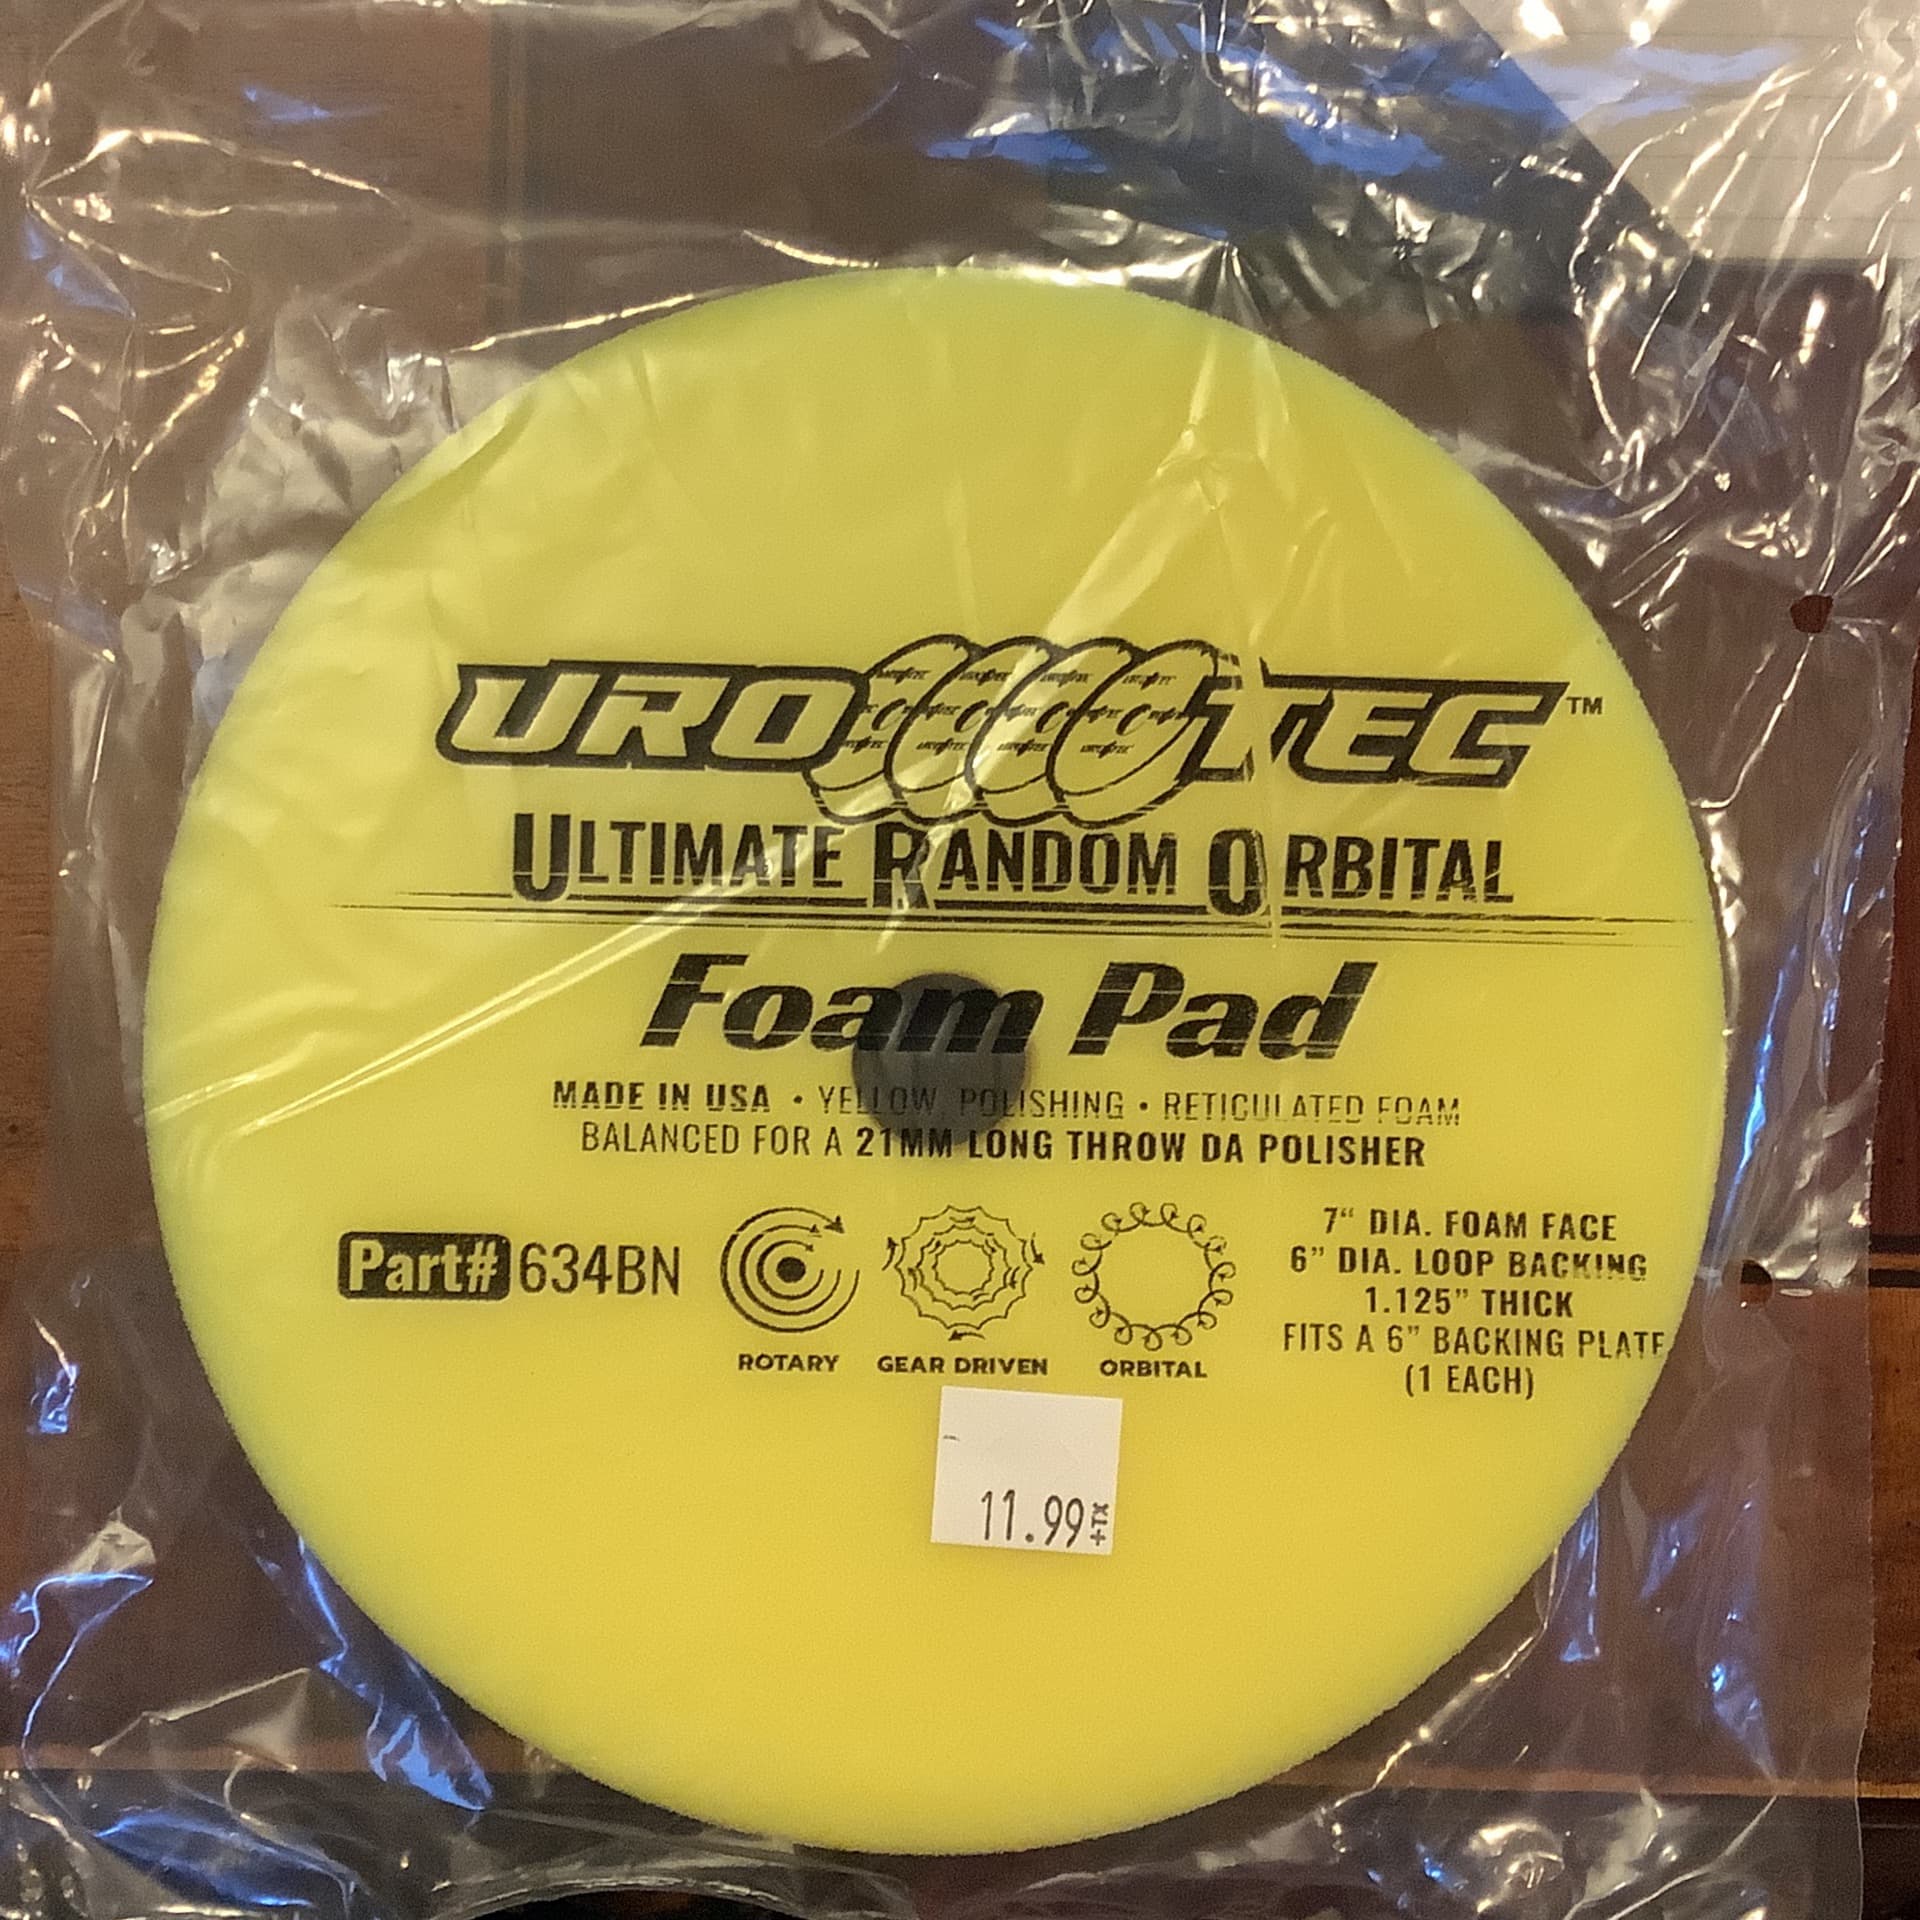 URO TEC™
ULTIMATE RANDOM ORBITAL
Foam Pad
MADE IN USA • YELLOW, POLISHING • RETICULATED FOAM
BALANCED FOR A 21MM LONG THROW DA POLISHER
Part# 634BN
ROTARY
GEAR DRIVEN
ORBITAL
7“ DIA. FOAM FACE
6” DIA. LOOP BACKING
1.125” THICK
FITS A 6” BACKING PLATE
(1 EACH)
11.99+TX